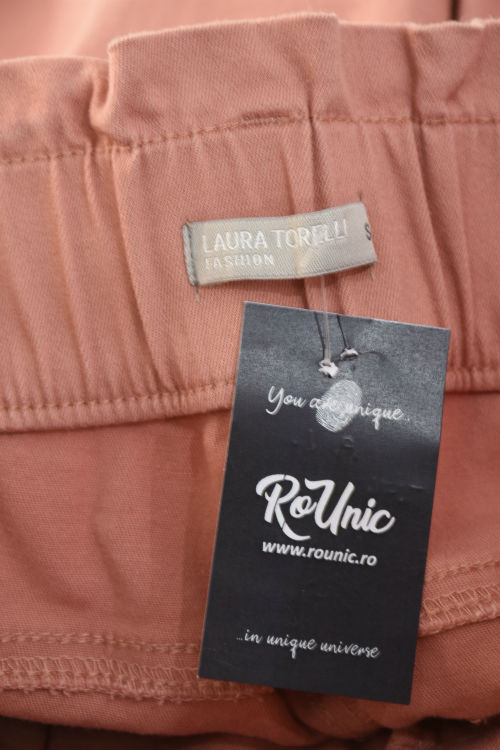 LAURA TORELLI
FASHION
S
You are unique..
RoUnic
www.rounic.ro
...in unique universe